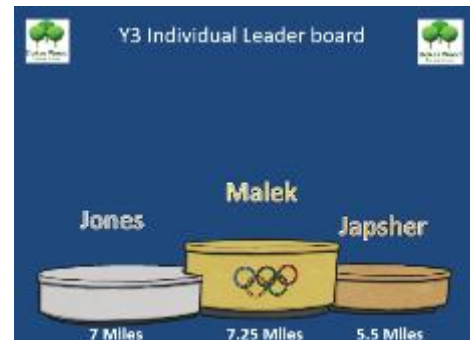 Y3 Individual Leader board
Malek
Jones
Japsher
7 Miles
7.25 Miles
5.5 Miles